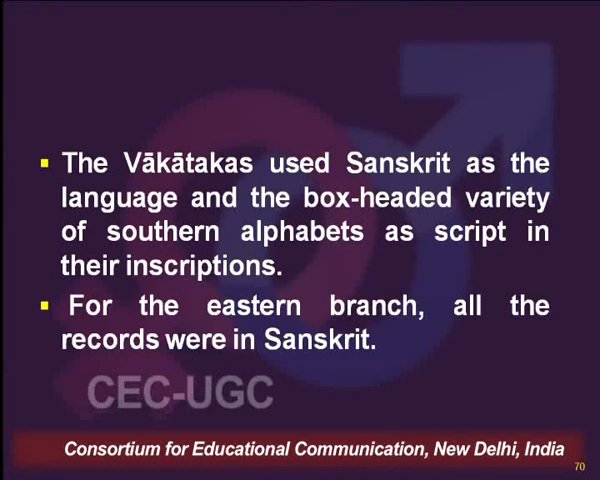 ▪ The Vākātakas used Sanskrit as the
language and the box-headed variety
of southern alphabets as script in
their inscriptions.
▪ For the eastern branch, all the
records were in Sanskrit.
CEC-UGC
Consortium for Educational Communication, New Delhi, India
70